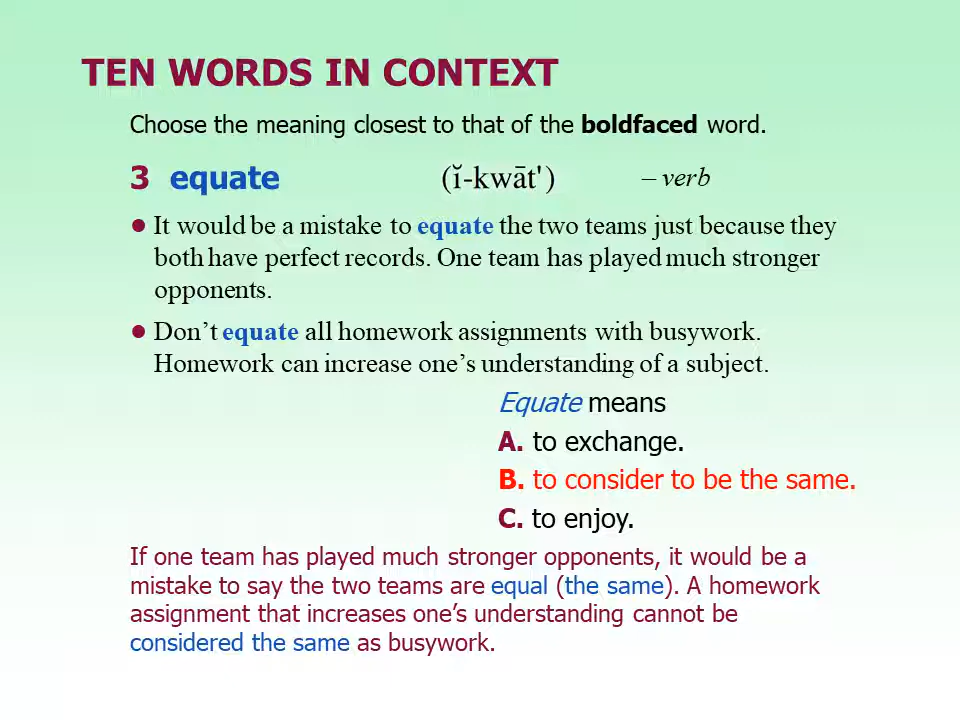 TEN WORDS IN CONTEXT
Choose the meaning closest to that of the boldfaced word.
3 equate (ĭ-kwāt') – verb
● It would be a mistake to equate the two teams just because they
both have perfect records. One team has played much stronger
opponents.
● Don’t equate all homework assignments with busywork.
Homework can increase one’s understanding of a subject.
Equate means
A. to exchange.
B. to consider to be the same.
C. to enjoy.
If one team has played much stronger opponents, it would be a
mistake to say the two teams are equal (the same). A homework
assignment that increases one’s understanding cannot be
considered the same as busywork.